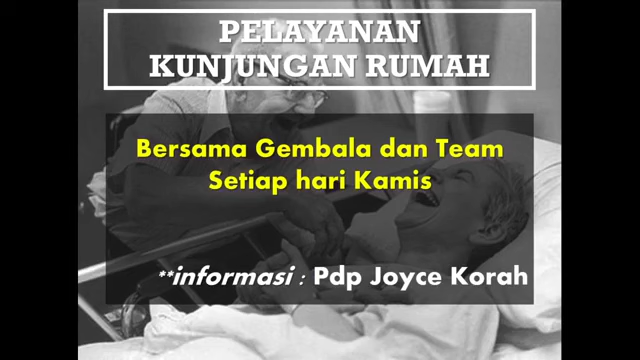 PELAYANAN
KUNJUNGAN RUMAH
Bersama Gembala dan Team
Setiap hari Kamis
**informasi : Pdp Joyce Korah